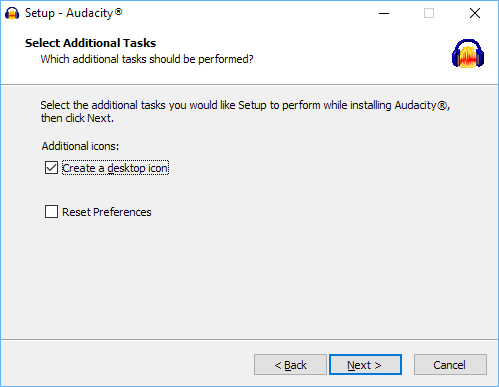 Setup - Audacity®
Select Additional Tasks
Which additional tasks should be performed?
Select the additional tasks you would like Setup to perform while installing Audacity®,
then click Next.
Additional icons:
Create a desktop icon
Reset Preferences
< Back Next > Cancel